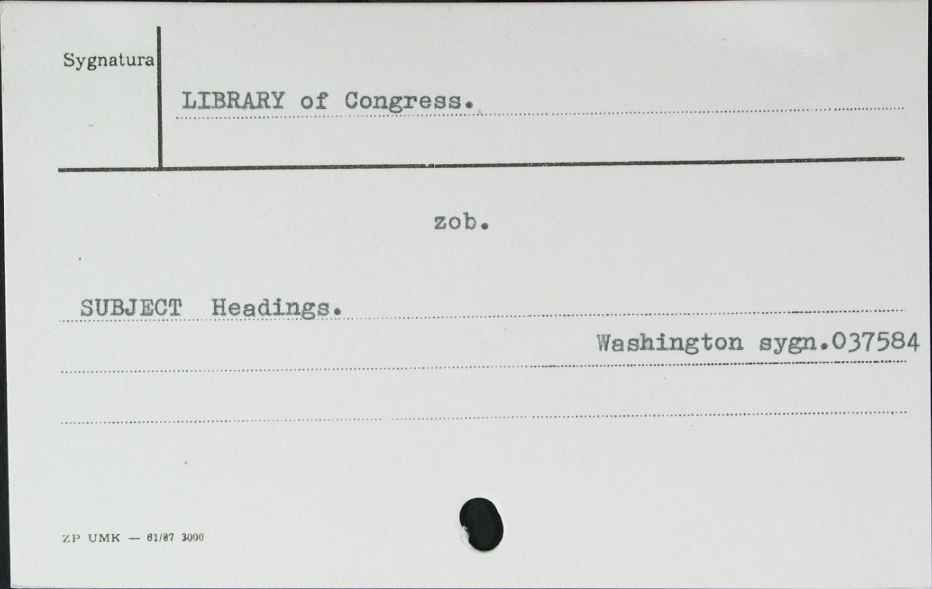 Sygnatura
LIBRARY of Congress.
zob.
SUBJECT Headings.
Washington sygn.037584
ZP UMK — 61/87 3000